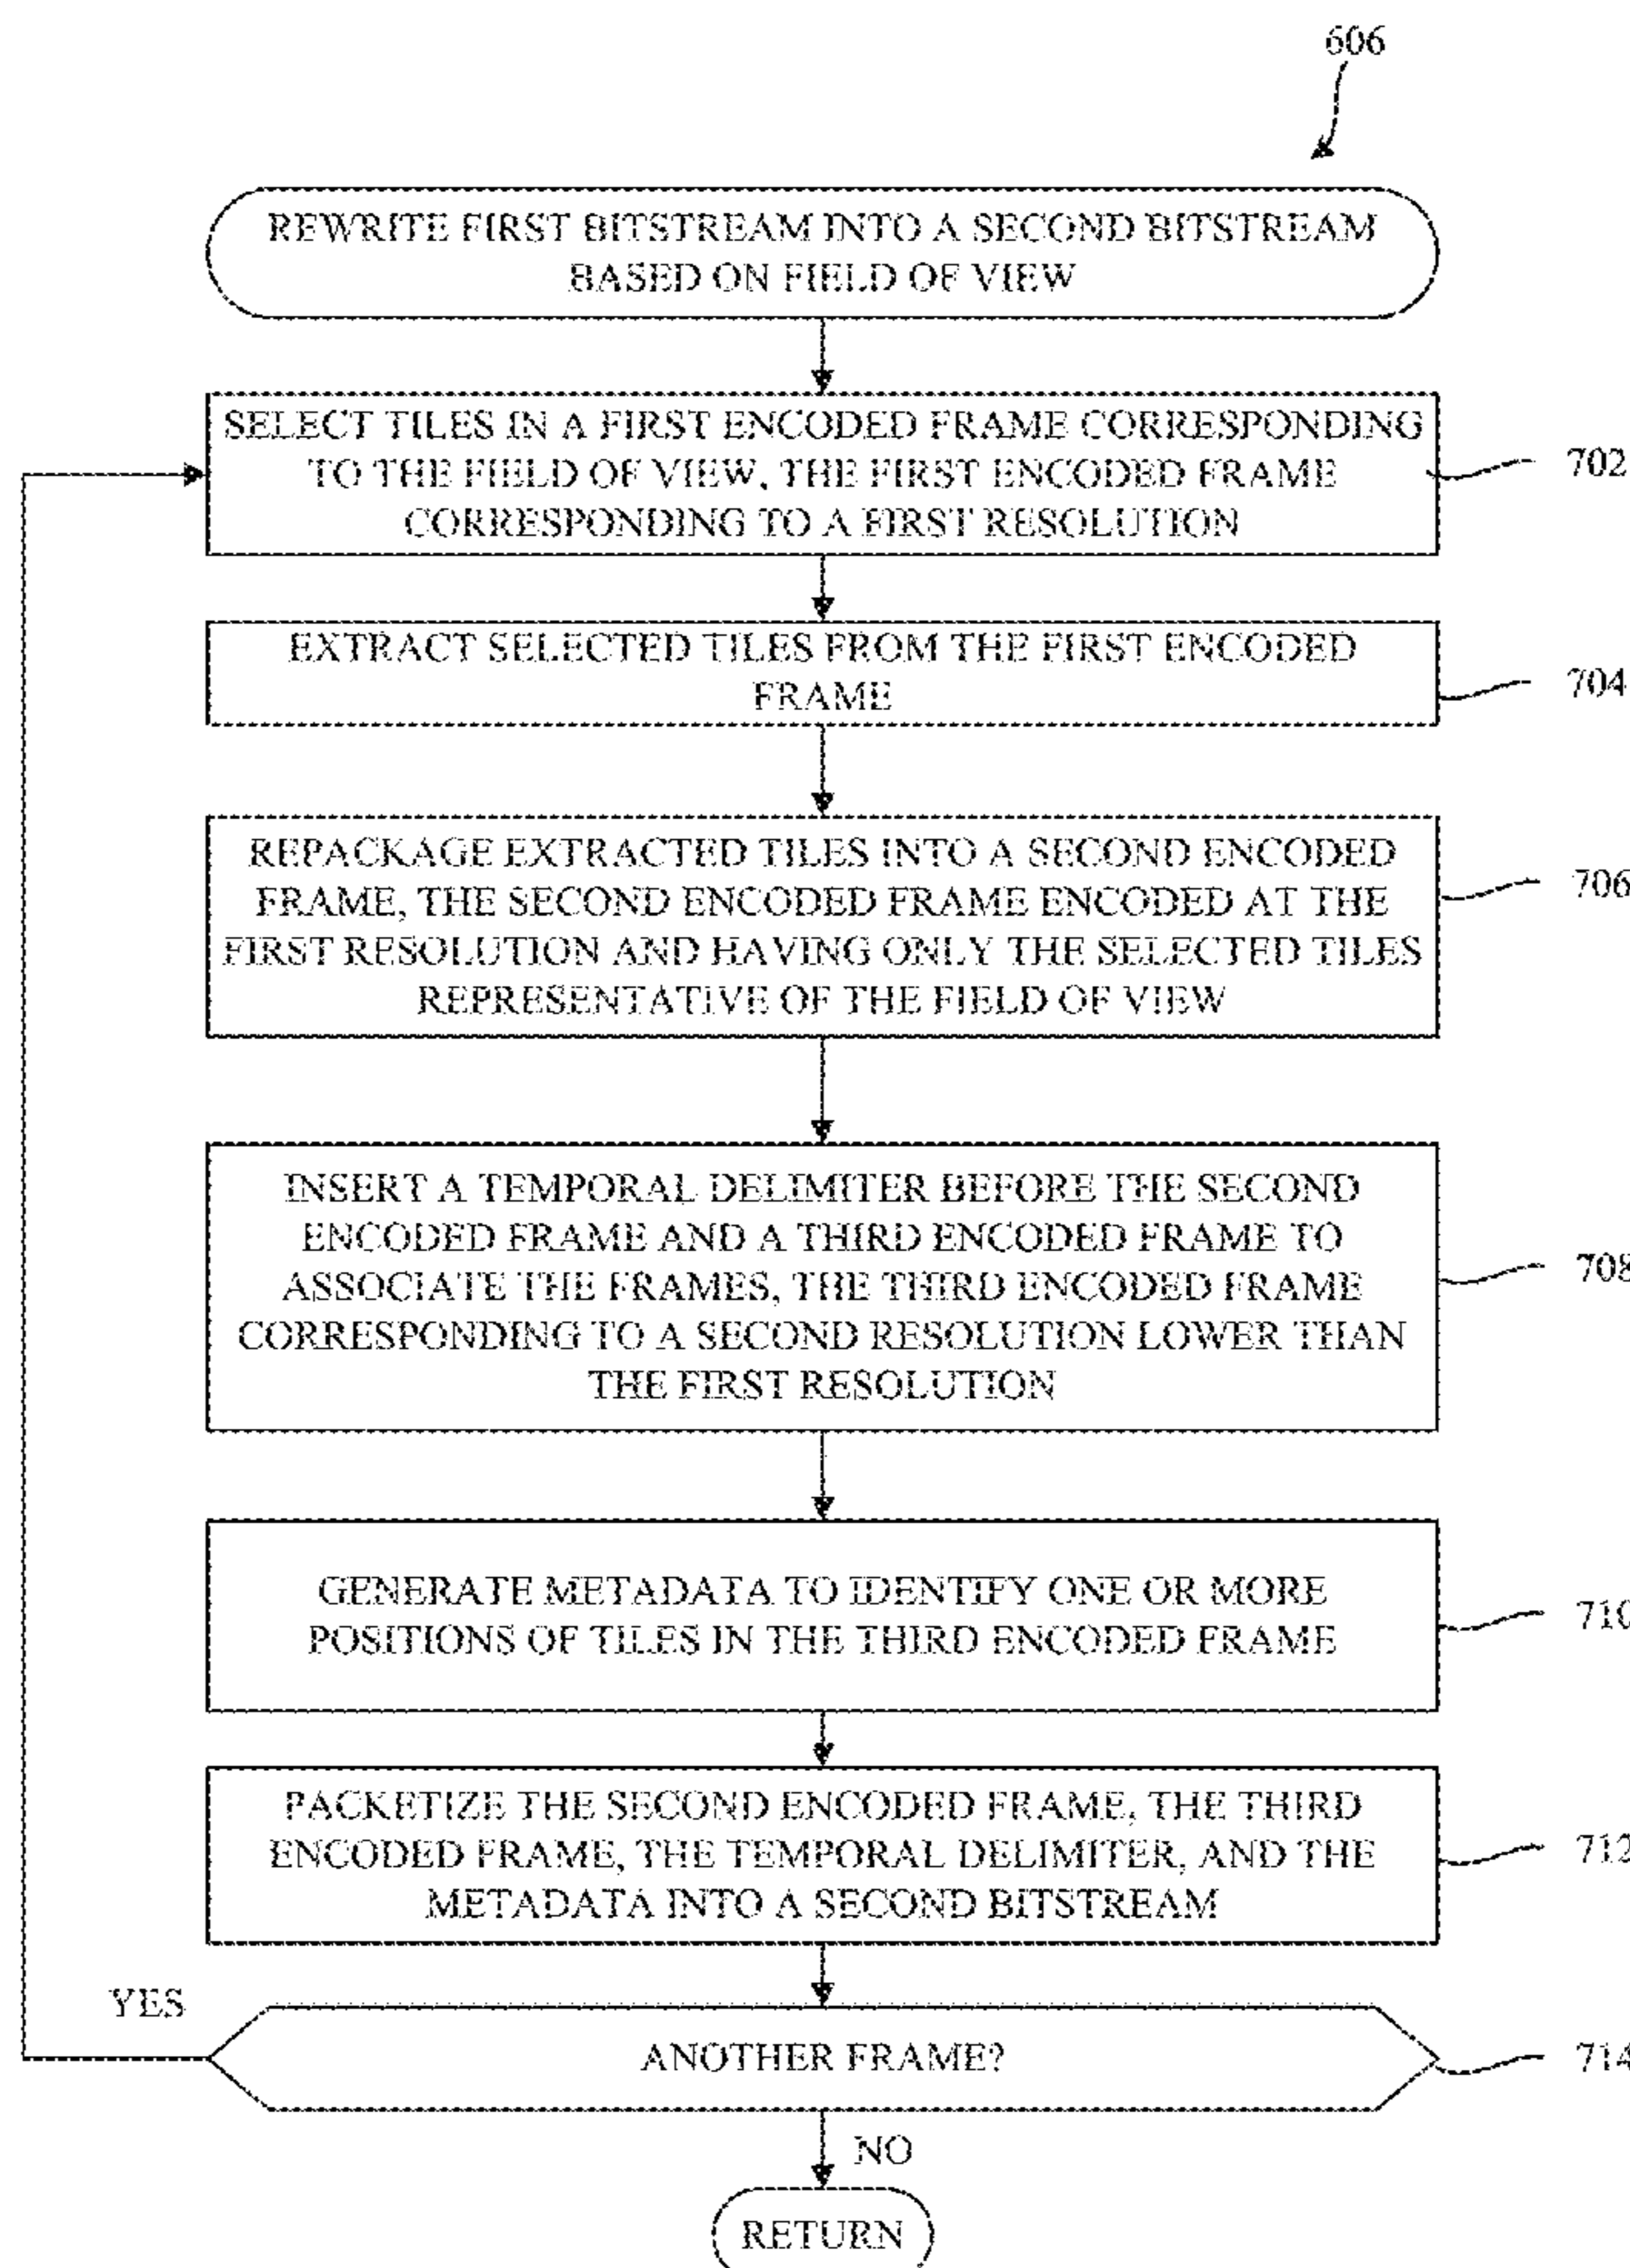 606
REWRITE FIRST BITSTREAM INTO A SECOND BITSTREAM
BASED ON FIELD OF VIEW
SELECT TILES IN A FIRST ENCODED FRAME CORRESPONDING
TO THE FIELD OF VIEW, THE FIRST ENCODED FRAME
CORRESPONDING TO A FIRST RESOLUTION
702
EXTRACT SELECTED TILES FROM THE FIRST ENCODED
FRAME
704
REPACKAGE EXTRACTED TILES INTO A SECOND ENCODED
FRAME, THE SECOND ENCODED FRAME ENCODED AT THE
FIRST RESOLUTION AND HAVING ONLY THE SELECTED TILES
REPRESENTATIVE OF THE FIELD OF VIEW
706
INSERT A TEMPORAL DELIMITER BEFORE THE SECOND
ENCODED FRAME AND A THIRD ENCODED FRAME TO
ASSOCIATE THE FRAMES, THE THIRD ENCODED FRAME
CORRESPONDING TO A SECOND RESOLUTION LOWER THAN
THE FIRST RESOLUTION
708
GENERATE METADATA TO IDENTIFY ONE OR MORE
POSITIONS OF TILES IN THE THIRD ENCODED FRAME
710
PACKETIZE THE SECOND ENCODED FRAME, THE THIRD
ENCODED FRAME, THE TEMPORAL DELIMITER, AND THE
METADATA INTO A SECOND BITSTREAM
712
YES
ANOTHER FRAME?
714
NO
RETURN